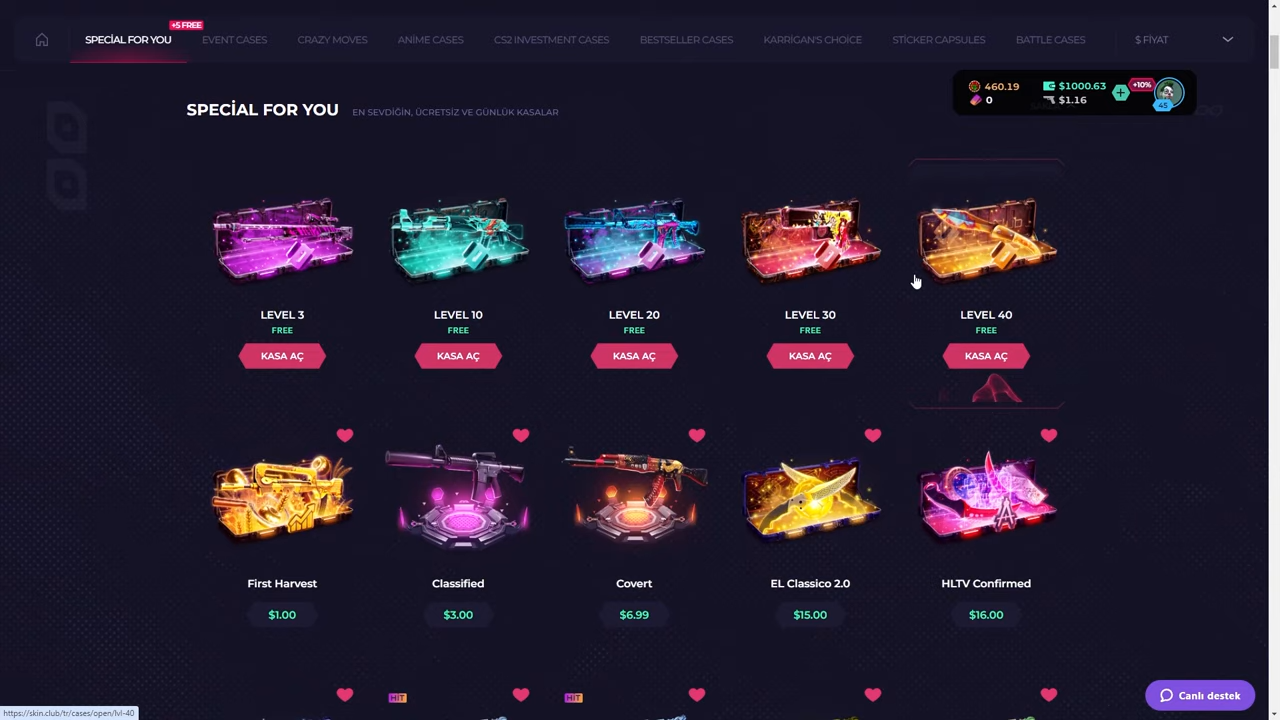 +5 FREE
SPECİAL FOR YOU
EVENT CASES
CRAZY MOVES
ANİME CASES
CS2 INVESTMENT CASES
BESTSELLER CASES
KARRİGAN'S CHOİCE
STİCKER CAPSULES
BATTLE CASES
$ FİYAT
SPECİAL FOR YOU
EN SEVDİĞİN, ÜCRETSİZ VE GÜNLÜK KASALAR
460.19
$1000.63
+10%
0
$1.16
45
LEVEL 3
LEVEL 10
LEVEL 20
LEVEL 30
LEVEL 40
FREE
FREE
FREE
FREE
FREE
KASA AÇ
KASA AÇ
KASA AÇ
KASA AÇ
KASA AÇ
First Harvest
Classified
Covert
EL Classico 2.0
HLTV Confirmed
$1.00
$3.00
$6.99
$15.00
$16.00
HIT
HIT
Canlı destek
https://skin.club/tr/cases/open/lvl-40